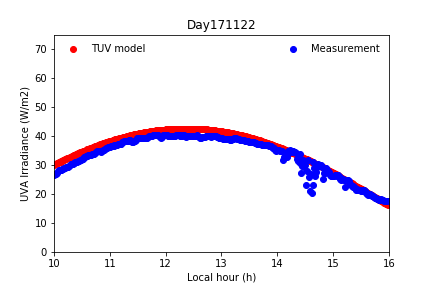 Day171122
TUV model
Measurement
UVA Irradiance (W/m2)
70
60
50
40
30
20
10
0
10 11 12 13 14 15 16
Local hour (h)